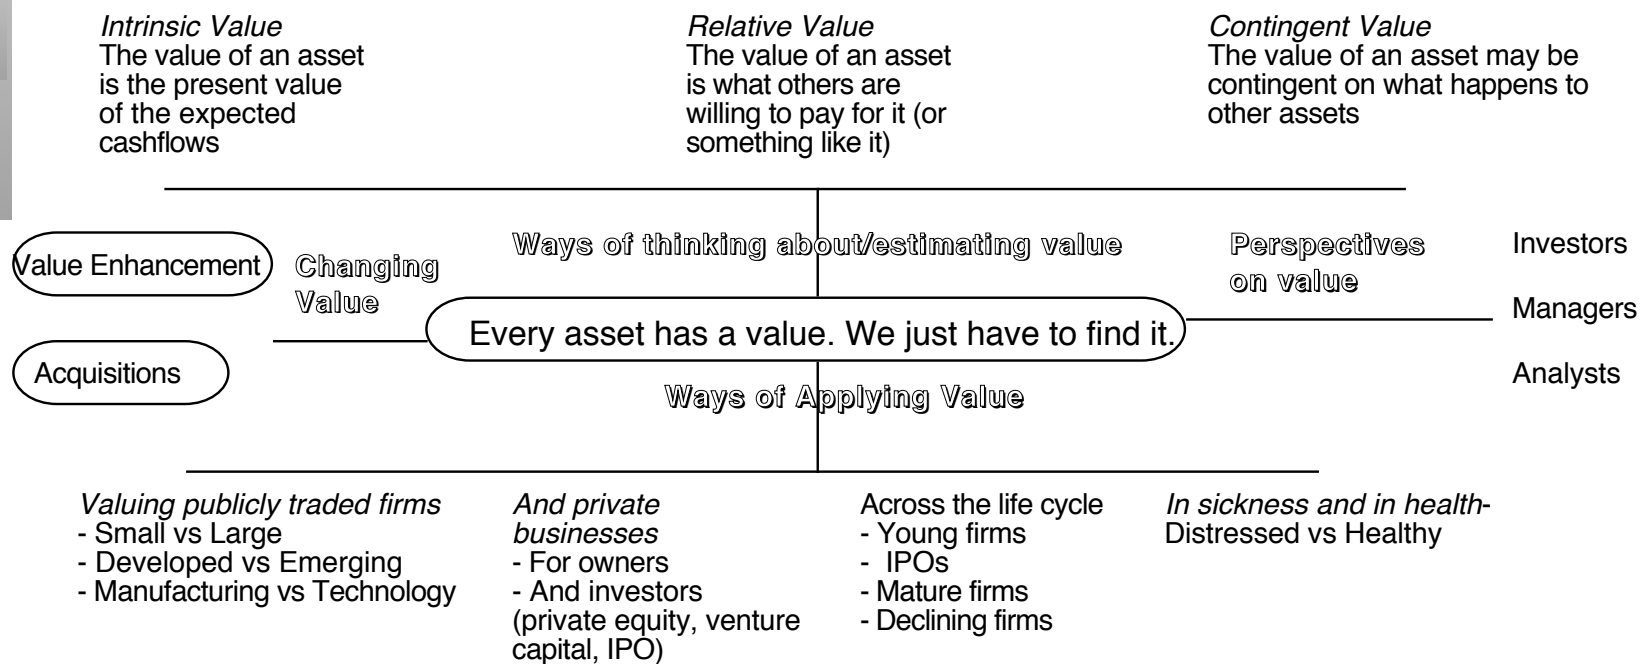 Intrinsic Value
The value of an asset
is the present value
of the expected
cashflows
Relative Value
The value of an asset
is what others are
willing to pay for it (or
something like it)
Contingent Value
The value of an asset may be
contingent on what happens to
other assets
Value Enhancement
Changing
Value
Acquisitions
Ways of thinking about/estimating value
Perspectives
on value
Investors
Managers
Analysts
Every asset has a value. We just have to find it.
Ways of Applying Value
Valuing publicly traded firms
- Small vs Large
- Developed vs Emerging
- Manufacturing vs Technology
And private
businesses
- For owners
- And investors
(private equity, venture
capital, IPO)
Across the life cycle
- Young firms
- IPOs
- Mature firms
- Declining firms
In sickness and in health-
Distressed vs Healthy